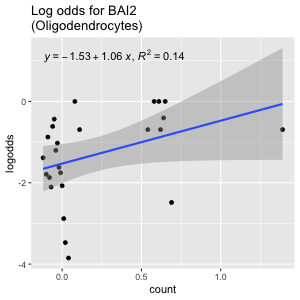 Log odds for BAI2
(Oligodendrocytes)
y = −1.53 + 1.06 x, R² = 0.14
0
-2
-4
logodds
0.0 0.5 1.0
count